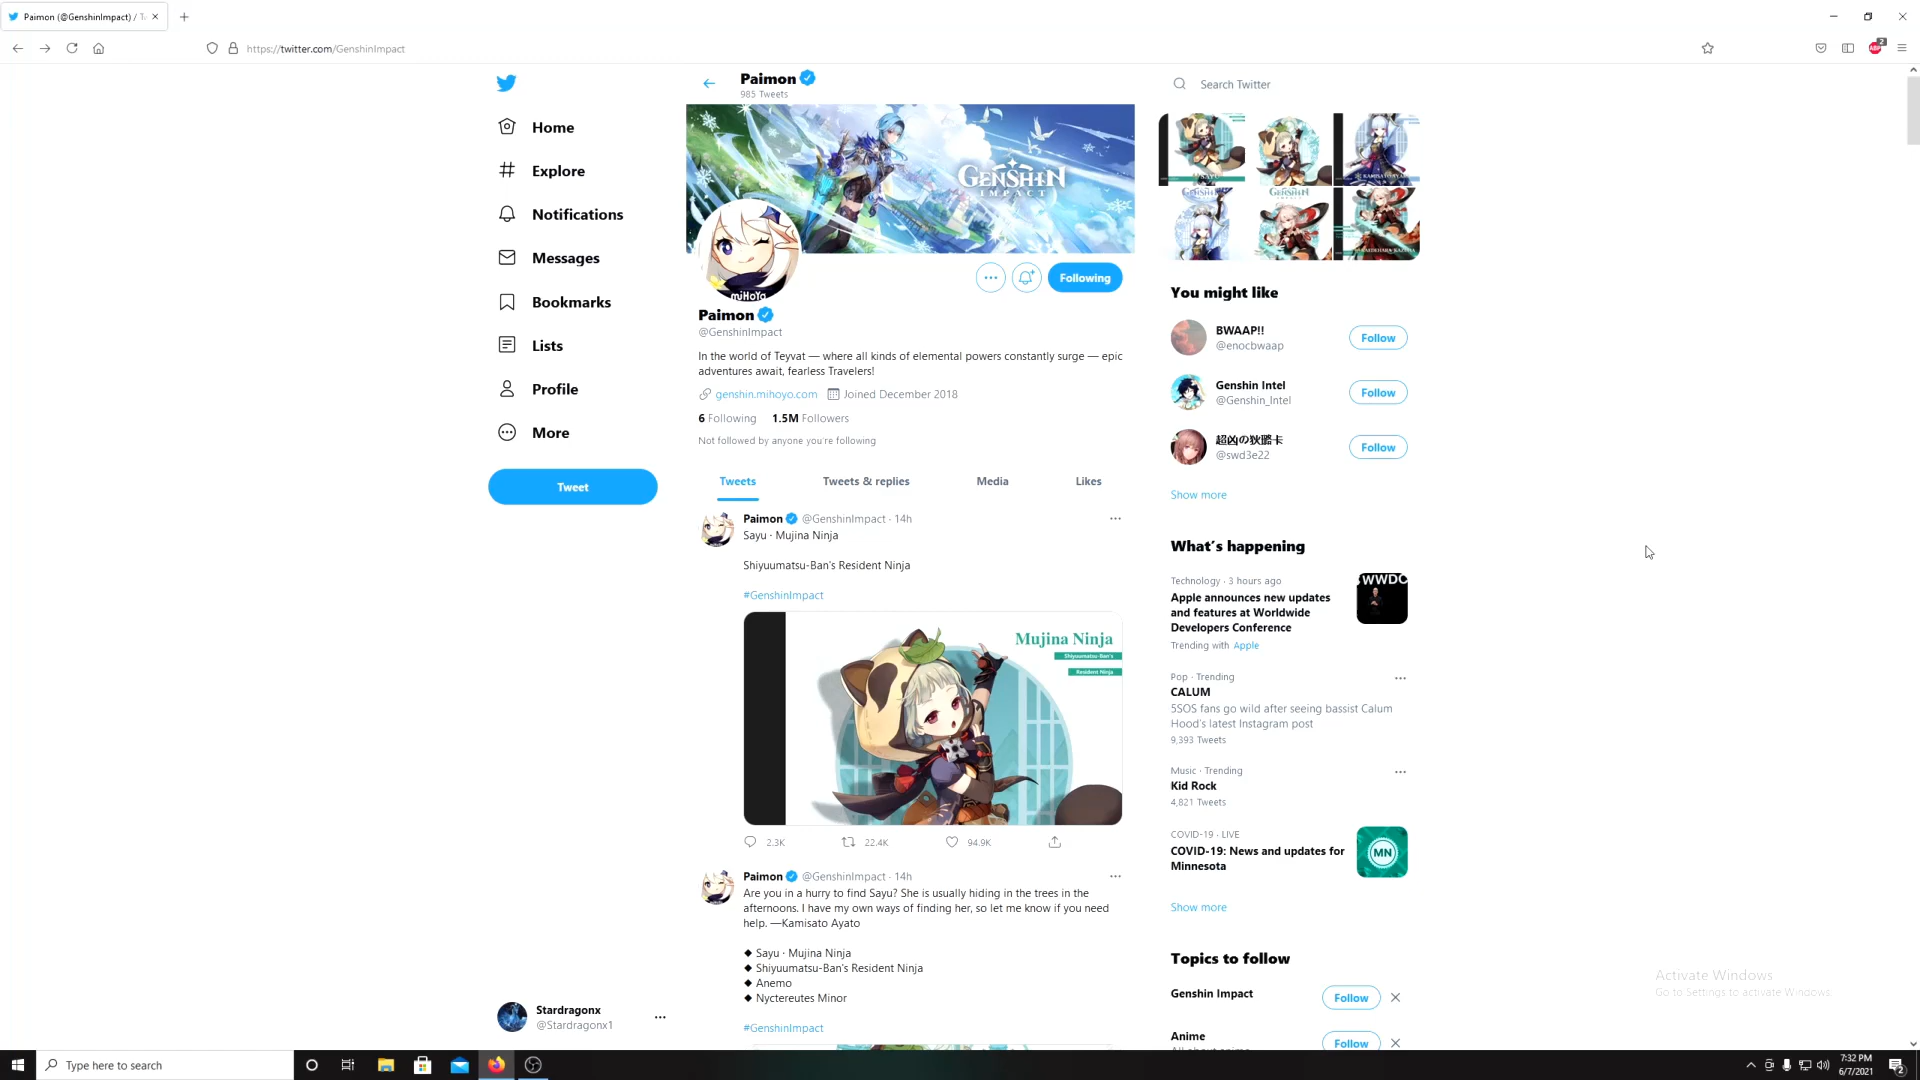 Paimon (@GenshinImpact) / T
https://twitter.com/GenshinImpact
2
ABP
Home
Explore
Notifications
Messages
Bookmarks
Lists
Profile
More
Tweet
Stardragonx
@Stardragonx1
Paimon
985 Tweets
GENSHIN
IMPACT
miHoYo
Following
Paimon
@GenshinImpact
In the world of Teyvat — where all kinds of elemental powers constantly surge — epic
adventures await, fearless Travelers!
genshin.mihoyo.com Joined December 2018
6 Following 1.5M Followers
Not followed by anyone you're following
Tweets Tweets & replies Media Likes
Paimon @GenshinImpact · 14h
Sayu · Mujina Ninja
Shiyuumatsu-Ban's Resident Ninja
#GenshinImpact
Mujina Ninja
Shiyuumatsu-Ban's
Resident Ninja
2.3K 22.4K 94.9K
Paimon @GenshinImpact · 14h
Are you in a hurry to find Sayu? She is usually hiding in the trees in the
afternoons. I have my own ways of finding her, so let me know if you need
help. —Kamisato Ayato
◆ Sayu · Mujina Ninja
◆ Shiyuumatsu-Ban's Resident Ninja
◆ Anemo
◆ Nyctereutes Minor
#GenshinImpact
Search Twitter
You might like
BWAAP!!
@enocbwaap
Follow
Genshin Intel
@Genshin_Intel
Follow
超凶の狄璐卡
@swd3e22
Follow
Show more
What's happening
Technology · 3 hours ago
Apple announces new updates
and features at Worldwide
Developers Conference
Trending with Apple
WWDC
Pop · Trending
CALUM
5SOS fans go wild after seeing bassist Calum
Hood's latest Instagram post
9,393 Tweets
Music · Trending
Kid Rock
4,821 Tweets
COVID-19 · LIVE
COVID-19: News and updates for
Minnesota
MN
Show more
Topics to follow
Genshin Impact
Follow
Anime
Follow
Activate Windows
Go to Settings to activate Windows.
Type here to search
7:32 PM
6/7/2021
2